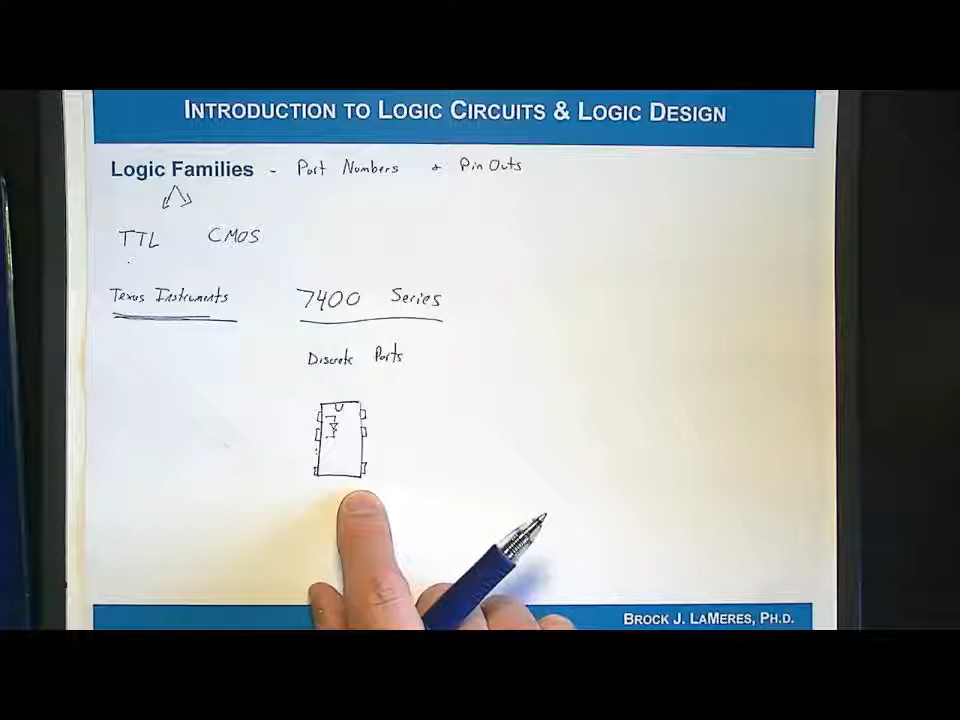 INTRODUCTION TO LOGIC CIRCUITS & LOGIC DESIGN
Logic Families - Part Numbers + Pin Outs
TTL CMOS
Texas Instruments 7400 Series
Discrete Parts
BROCK J. LAMERES, PH.D.